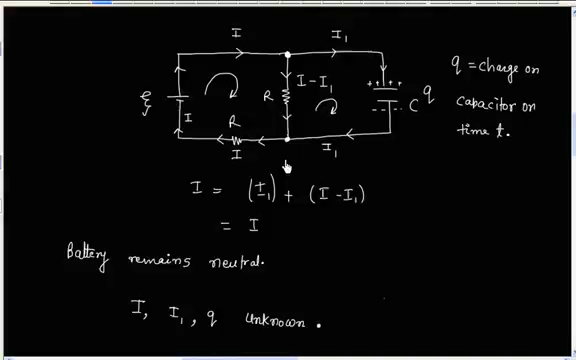 I I₁
I – I₁
R
ξ I
R
I I₁
++++ q
C
---
q = charge on
capacitor on
time t.
I = (I₁) + (I – I₁)
= I
Battery remains neutral.
I, I₁, q unknown.